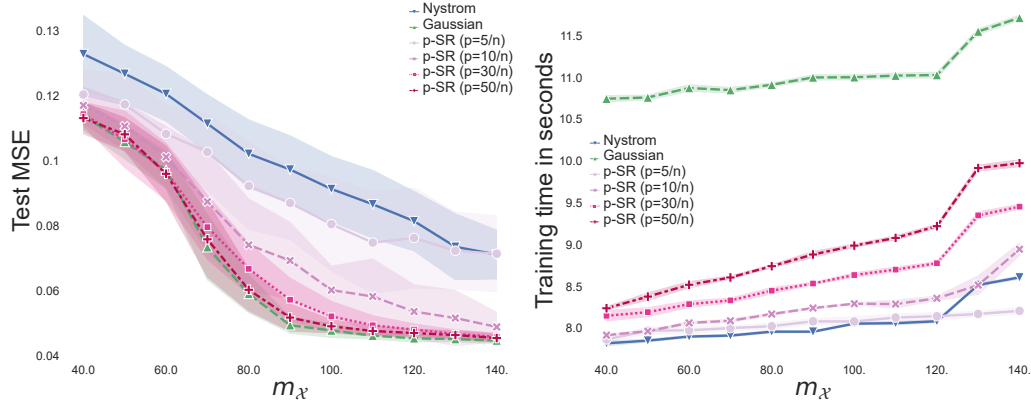 Nystrom
Gaussian
p-SR (p=5/n)
p-SR (p=10/n)
p-SR (p=30/n)
p-SR (p=50/n)
0.13
0.12
0.1
0.08
0.06
0.04
Test MSE
40.0
60.0
80.0
100.
120.
140.
m𝒳
11.5
11.0
10.5
10.0
9.5
9.0
8.5
8.0
Training time in seconds
Nystrom
Gaussian
p-SR (p=5/n)
p-SR (p=10/n)
p-SR (p=30/n)
p-SR (p=50/n)
40.0
60.0
80.0
100.
120.
140.
m𝒳